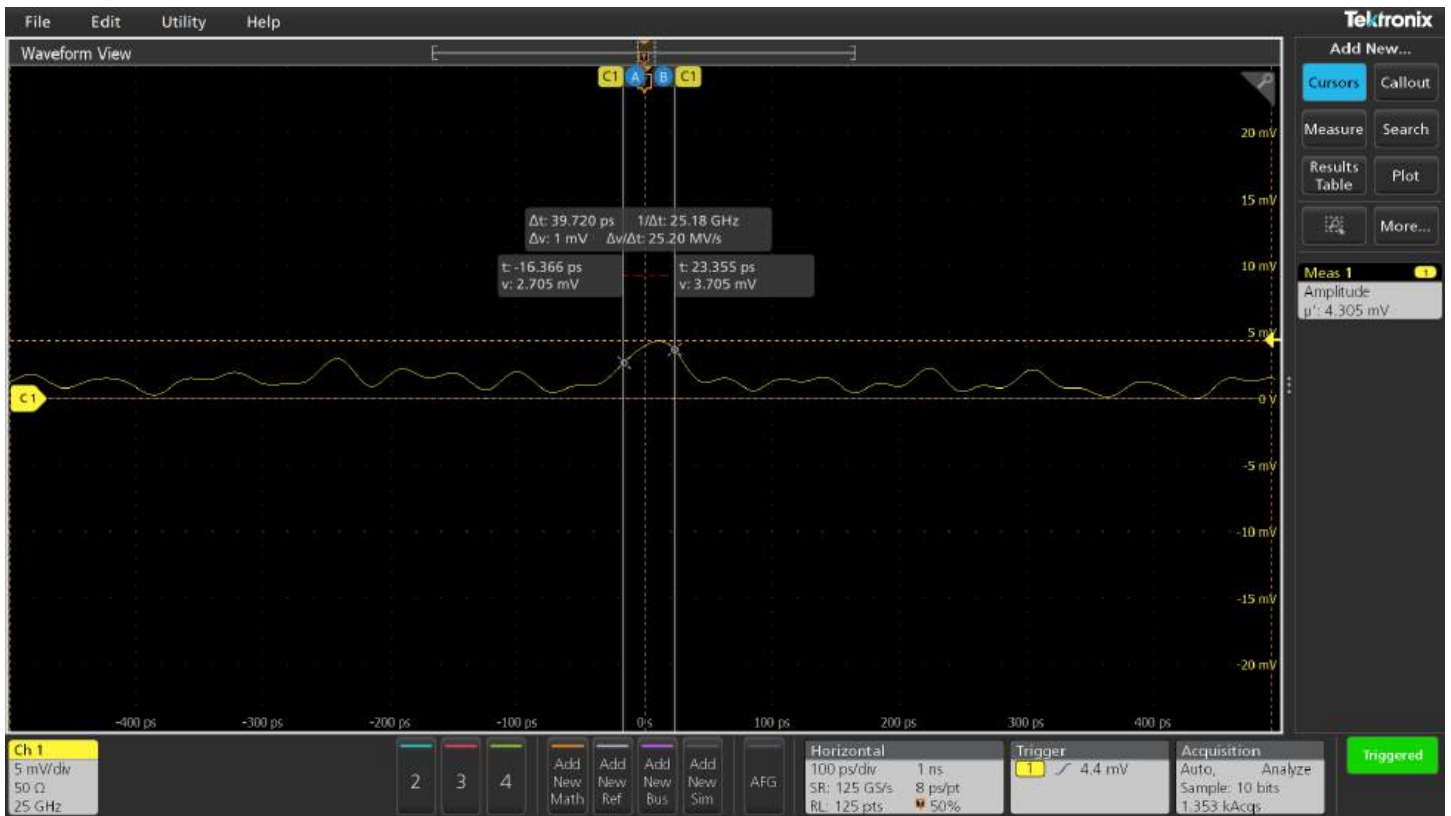 File Edit Utility Help
Tektronix
Waveform View
Add New...
C1 A B C1
Cursors Callout
Measure Search
Results Table Plot
More...
Meas 1 1
Amplitude
µ': 4.305 mV
20 mV
15 mV
10 mV
5 mV
0 V
-5 mV
-10 mV
-15 mV
-20 mV
Δt: 39.720 ps 1/Δt: 25.18 GHz
Δv: 1 mV Δv/Δt: 25.20 MV/s
t: -16.366 ps
v: 2.705 mV
t: 23.355 ps
v: 3.705 mV
C1
-400 ps -300 ps -200 ps -100 ps 0 s 100 ps 200 ps 300 ps 400 ps
Ch 1
5 mV/div
50 Ω
25 GHz
2 3 4
Add New Math
Add New Ref
Add New Bus
Add New Sim
AFG
Horizontal
100 ps/div 1 ns
SR: 125 GS/s 8 ps/pt
RL: 125 pts 50%
Trigger
1 4.4 mV
Acquisition
Auto, Analyze
Sample: 10 bits
1.353 kAcqs
Triggered